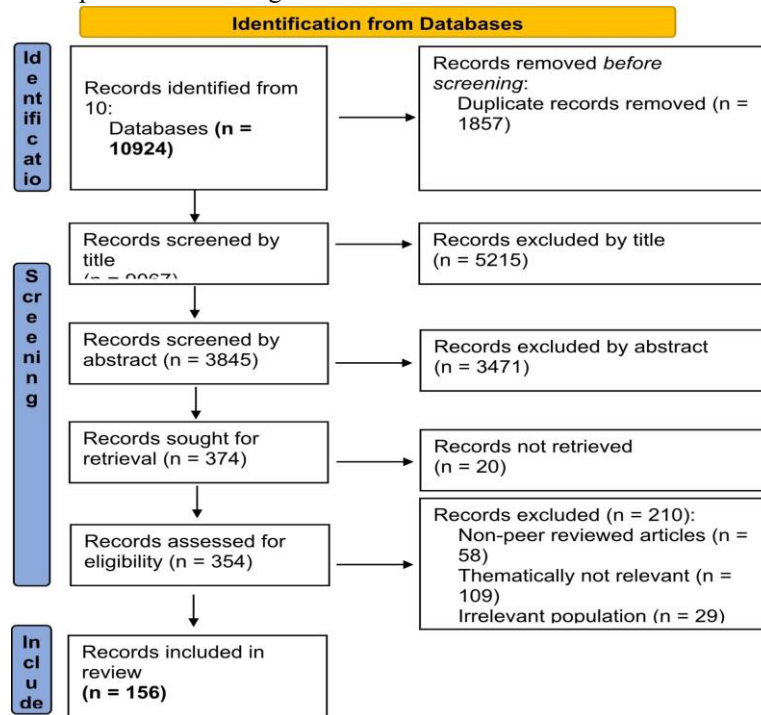 Identification from Databases
Id
e
nt
ifi
c
at
io
Records identified from
10:
Databases (n =
10924)
Records removed before
screening:
Duplicate records removed (n =
1857)
S
cr
e
e
ni
n
g
Records screened by
title
Records excluded by title
(n = 5215)
Records screened by
abstract (n = 3845)
Records excluded by abstract
(n = 3471)
Records sought for
retrieval (n = 374)
Records not retrieved
(n = 20)
Records assessed for
eligibility (n = 354)
Records excluded (n = 210):
Non-peer reviewed articles (n =
58)
Thematically not relevant (n =
109)
Irrelevant population (n = 29)
In
cl
u
de
Records included in
review
(n = 156)